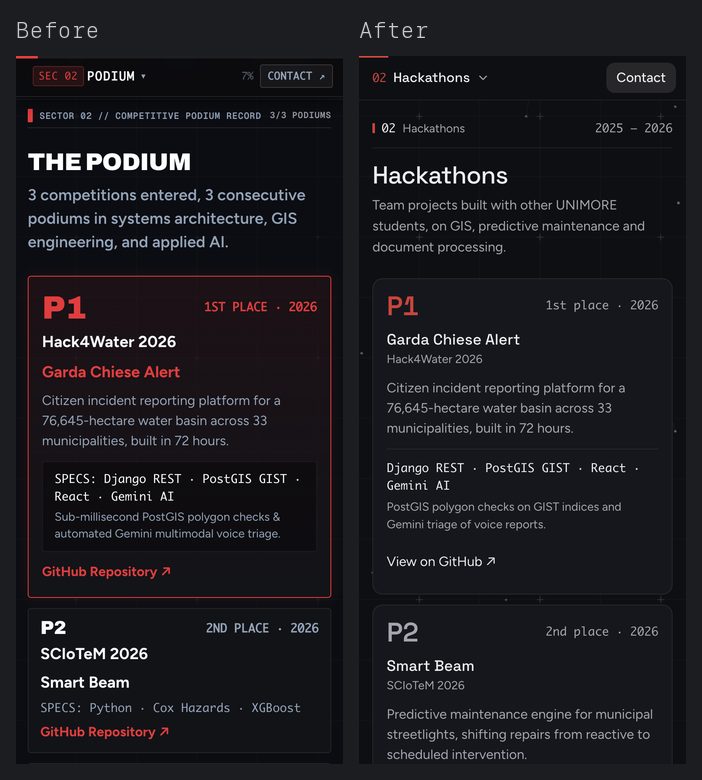 Before
SEC 02 PODIUM ▾ 7% CONTACT ↗
SECTOR 02 // COMPETITIVE PODIUM RECORD 3/3 PODIUMS
THE PODIUM
3 competitions entered, 3 consecutive
podiums in systems architecture, GIS
engineering, and applied AI.
P1 1ST PLACE · 2026
Hack4Water 2026
Garda Chiese Alert
Citizen incident reporting platform for a
76,645-hectare water basin across 33
municipalities, built in 72 hours.
SPECS: Django REST · PostGIS GIST ·
React · Gemini AI
Sub-millisecond PostGIS polygon checks &
automated Gemini multimodal voice triage.
GitHub Repository ↗
P2 2ND PLACE · 2026
SCIoTeM 2026
Smart Beam
SPECS: Python · Cox Hazards · XGBoost
GitHub Repository ↗
After
02 Hackathons Contact
02 Hackathons 2025 — 2026
Hackathons
Team projects built with other UNIMORE
students, on GIS, predictive maintenance and
document processing.
P1 1st place · 2026
Garda Chiese Alert
Hack4Water 2026
Citizen incident reporting platform for a
76,645-hectare water basin across 33
municipalities, built in 72 hours.
Django REST · PostGIS GIST · React ·
Gemini AI
PostGIS polygon checks on GIST indices and
Gemini triage of voice reports.
View on GitHub ↗
P2 2nd place · 2026
Smart Beam
SCIoTeM 2026
Predictive maintenance engine for municipal
streetlights, shifting repairs from reactive to
scheduled intervention.